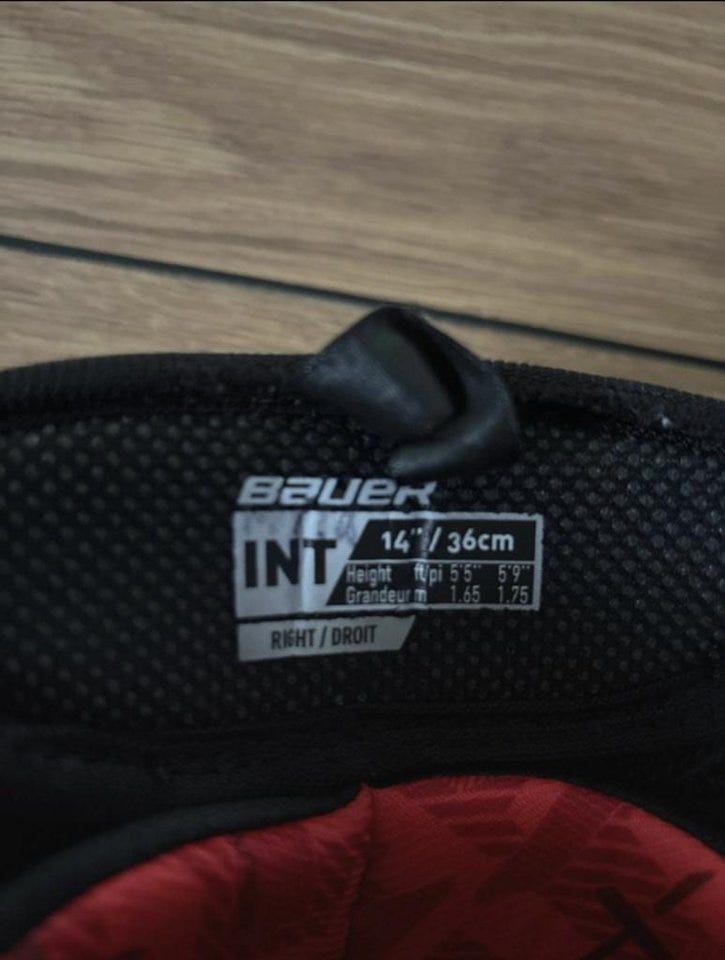 BAUER
INT 14"/36cm
Height ft/pi 5'5" 5'9"
Grandeur m 1.65 1.75
RIGHT / DROIT